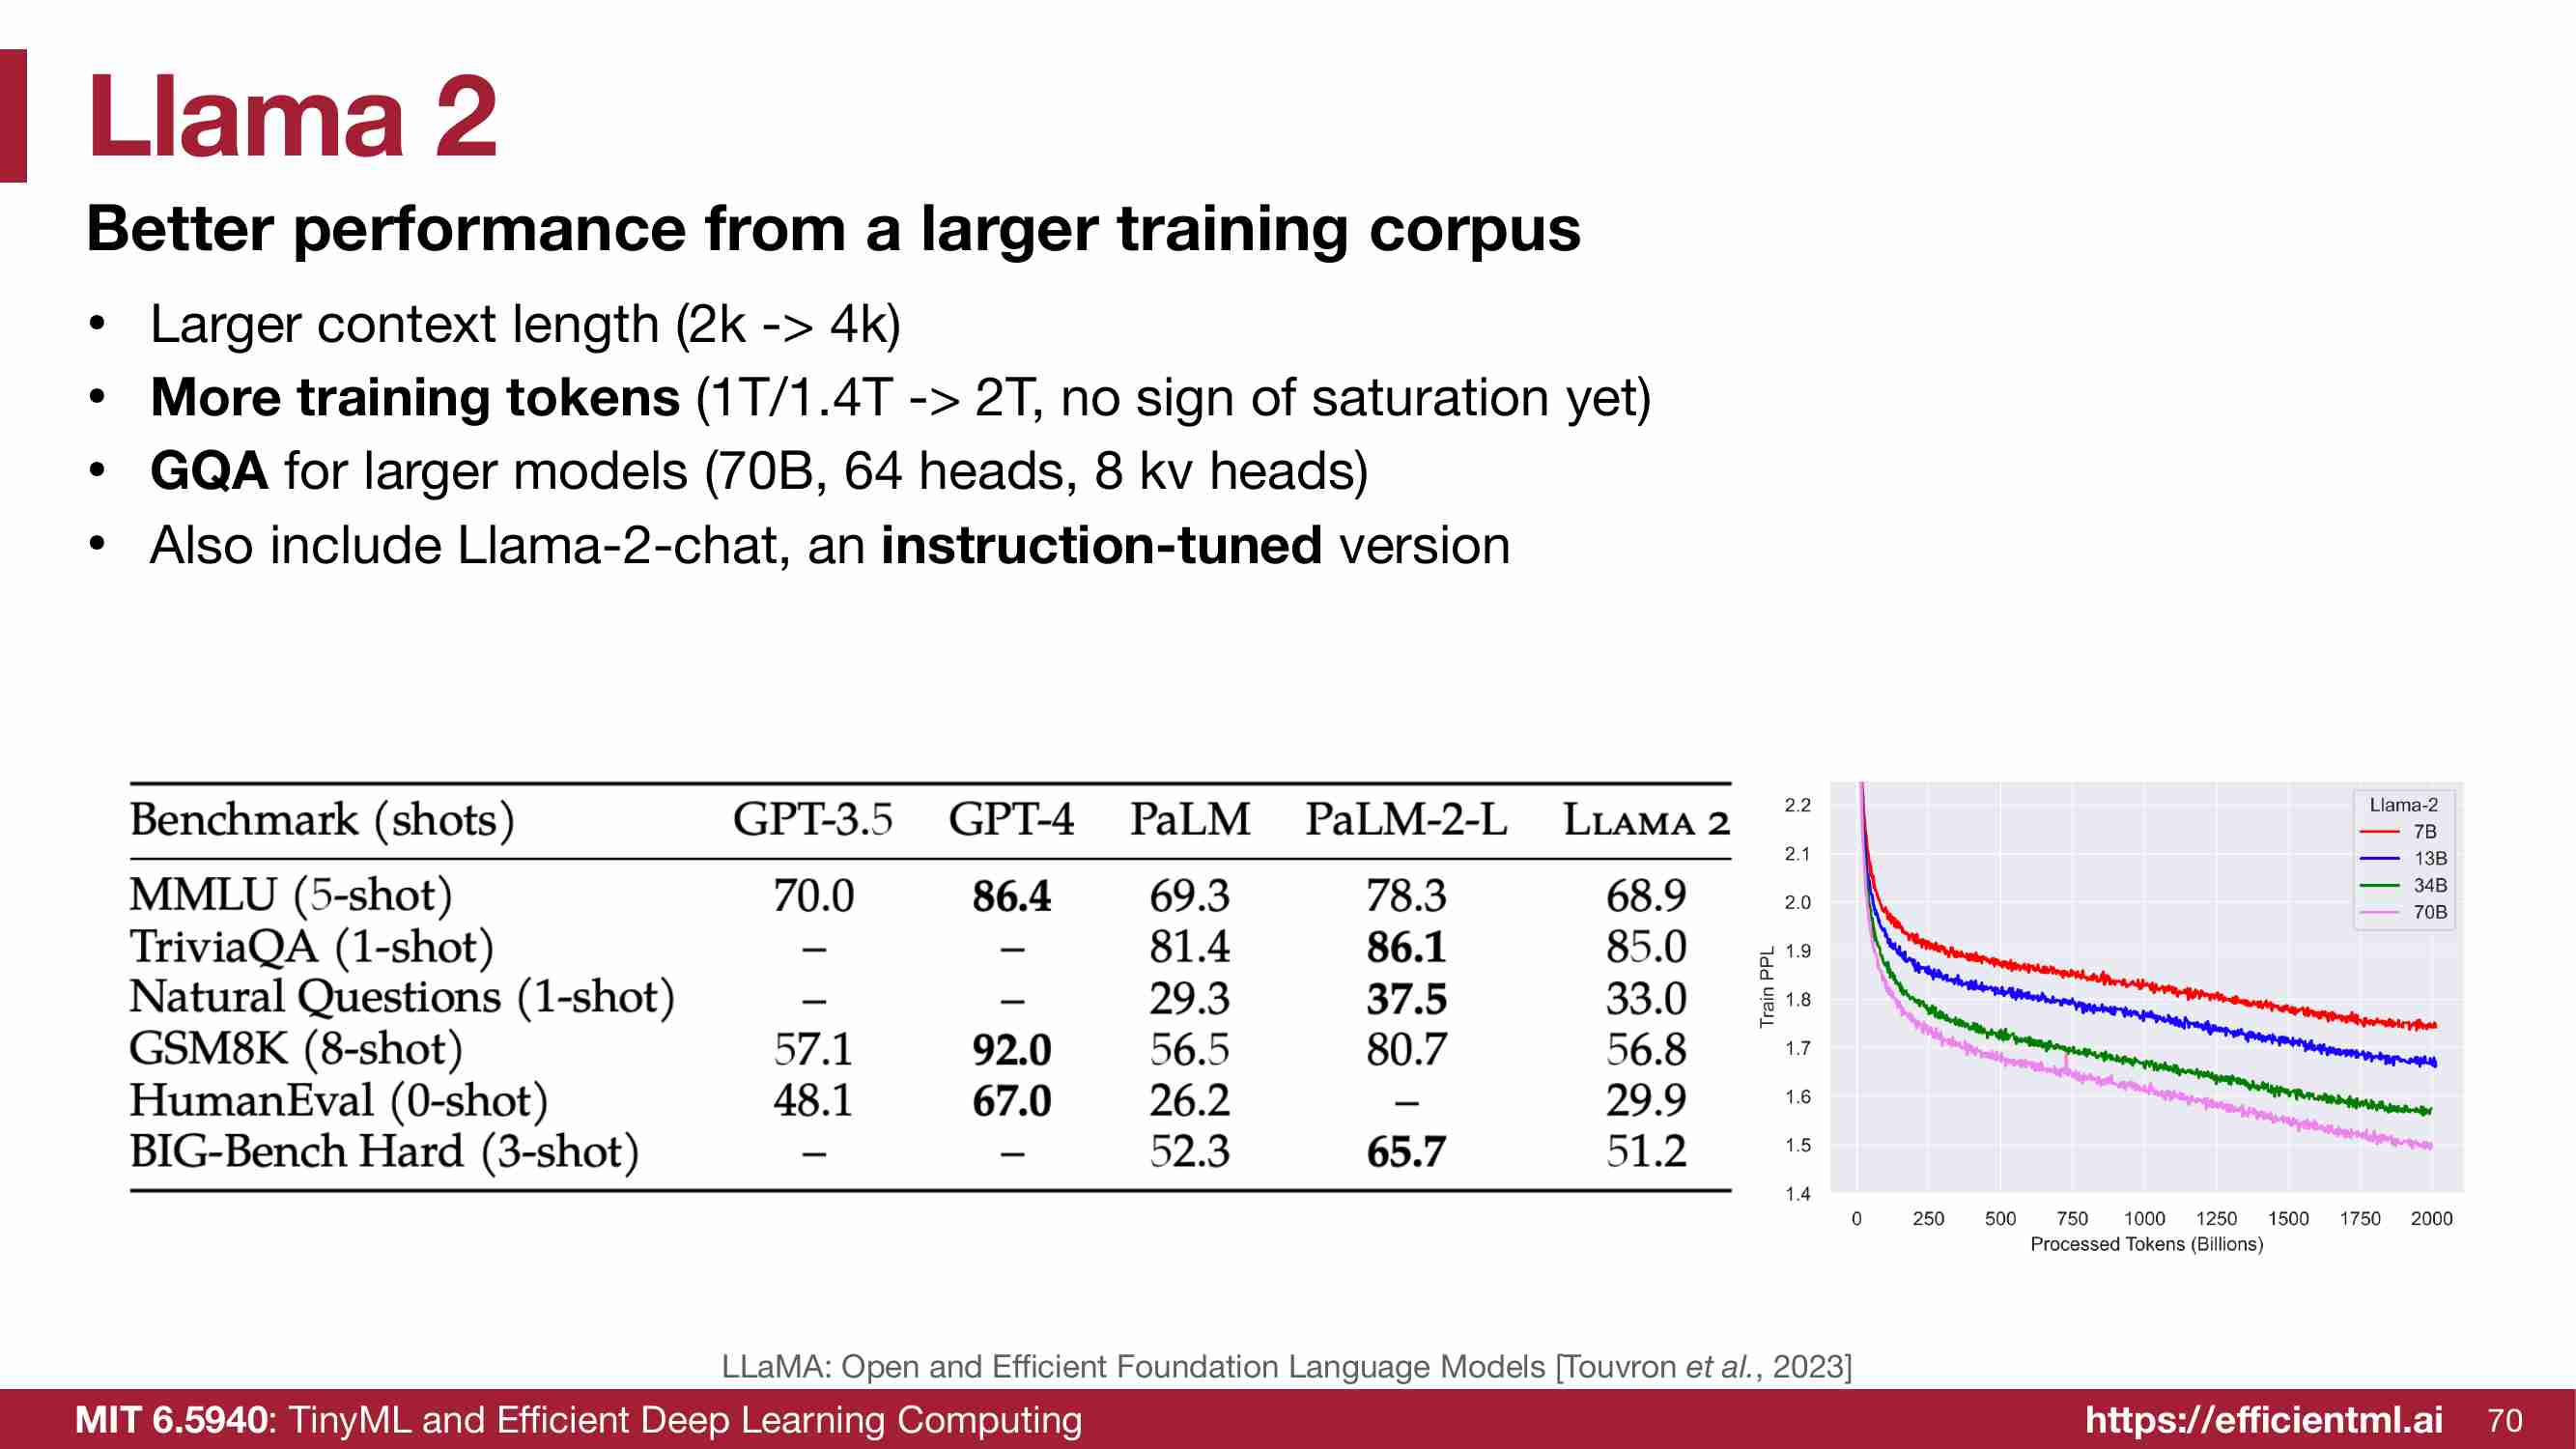 Llama 2
Better performance from a larger training corpus
• Larger context length (2k -> 4k)
• More training tokens (1T/1.4T -> 2T, no sign of saturation yet)
• GQA for larger models (70B, 64 heads, 8 kv heads)
• Also include Llama-2-chat, an instruction-tuned version
Benchmark (shots) GPT-3.5 GPT-4 PaLM PaLM-2-L LLAMA 2
MMLU (5-shot) 70.0 86.4 69.3 78.3 68.9
TriviaQA (1-shot) – – 81.4 86.1 85.0
Natural Questions (1-shot) – – 29.3 37.5 33.0
GSM8K (8-shot) 57.1 92.0 56.5 80.7 56.8
HumanEval (0-shot) 48.1 67.0 26.2 – 29.9
BIG-Bench Hard (3-shot) – – 52.3 65.7 51.2
Llama-2
7B
13B
34B
70B
Train PPL
2.2
2.1
2.0
1.9
1.8
1.7
1.6
1.5
1.4
0 250 500 750 1000 1250 1500 1750 2000
Processed Tokens (Billions)
LLaMA: Open and Efficient Foundation Language Models [Touvron et al., 2023]
MIT 6.5940: TinyML and Efficient Deep Learning Computing https://efficientml.ai 70